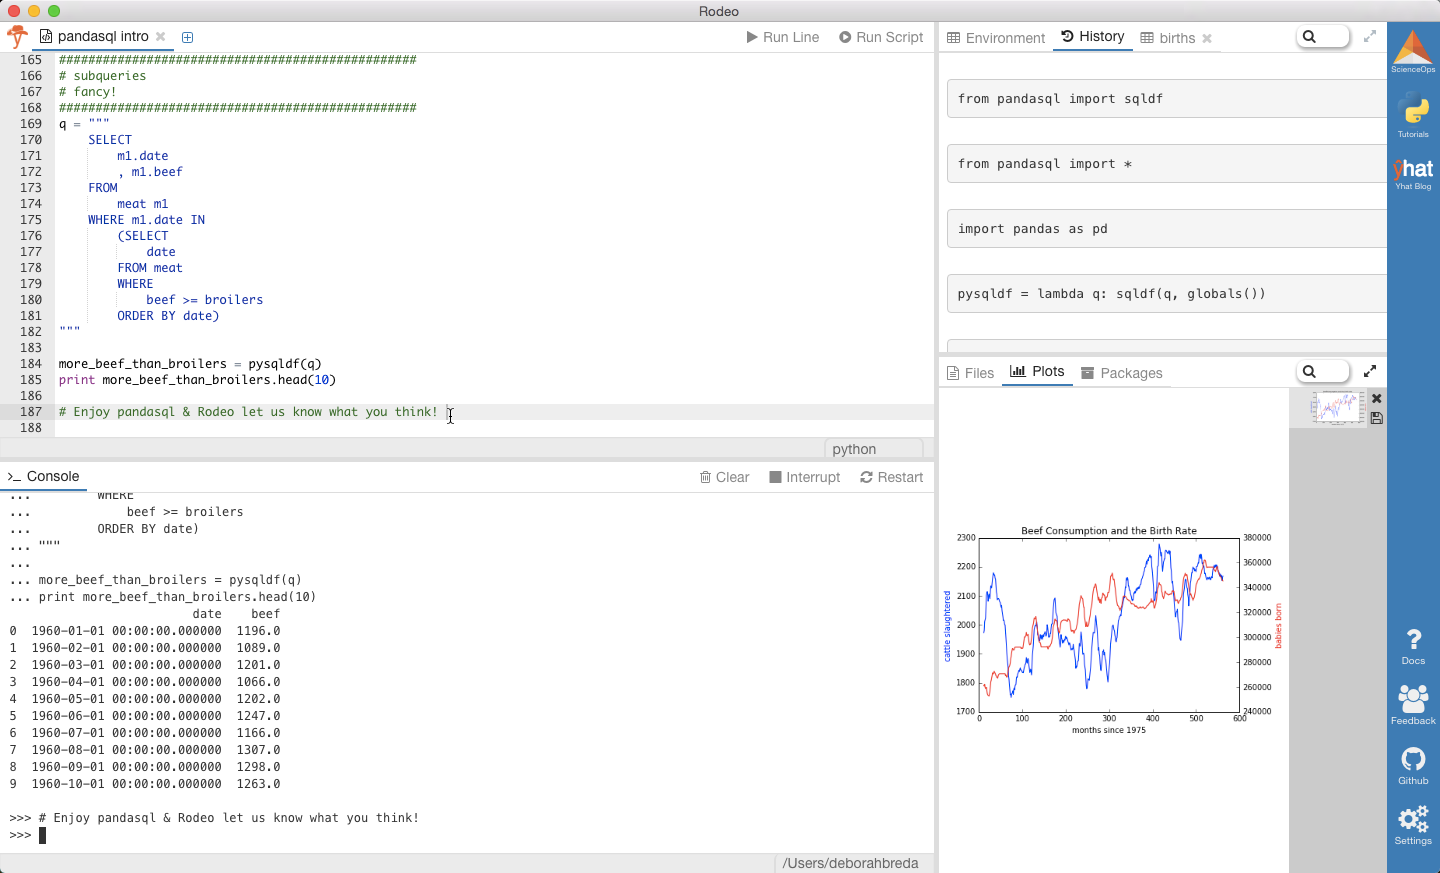 Rodeo
pandasql intro
Run Line
Run Script
165 #################################################
166 # subqueries
167 # fancy!
168 #################################################
169 q = """
170 SELECT
171 m1.date
172 , m1.beef
173 FROM
174 meat m1
175 WHERE m1.date IN
176 (SELECT
177 date
178 FROM meat
179 WHERE
180 beef >= broilers
181 ORDER BY date)
182 """
183
184 more_beef_than_broilers = pysqldf(q)
185 print more_beef_than_broilers.head(10)
186
187 # Enjoy pandasql & Rodeo let us know what you think!
188
python
Console
Clear
Interrupt
Restart
... WHERE
... beef >= broilers
... ORDER BY date)
... """
...
... more_beef_than_broilers = pysqldf(q)
... print more_beef_than_broilers.head(10)
date beef
0 1960-01-01 00:00:00.000000 1196.0
1 1960-02-01 00:00:00.000000 1089.0
2 1960-03-01 00:00:00.000000 1201.0
3 1960-04-01 00:00:00.000000 1066.0
4 1960-05-01 00:00:00.000000 1202.0
5 1960-06-01 00:00:00.000000 1247.0
6 1960-07-01 00:00:00.000000 1166.0
7 1960-08-01 00:00:00.000000 1307.0
8 1960-09-01 00:00:00.000000 1298.0
9 1960-10-01 00:00:00.000000 1263.0
>>> # Enjoy pandasql & Rodeo let us know what you think!
>>>
/Users/deborahbreda
Environment
History
births
from pandasql import sqldf
from pandasql import *
import pandas as pd
pysqldf = lambda q: sqldf(q, globals())
Files
Plots
Packages
Beef Consumption and the Birth Rate
2300
2200
2100
2000
1900
1800
1700
cattle slaughtered
380000
360000
340000
320000
300000
280000
260000
240000
babies born
0 100 200 300 400 500 600
months since 1975
ScienceOps
Tutorials
ŷhat
Yhat Blog
?
Docs
Feedback
Github
Settings